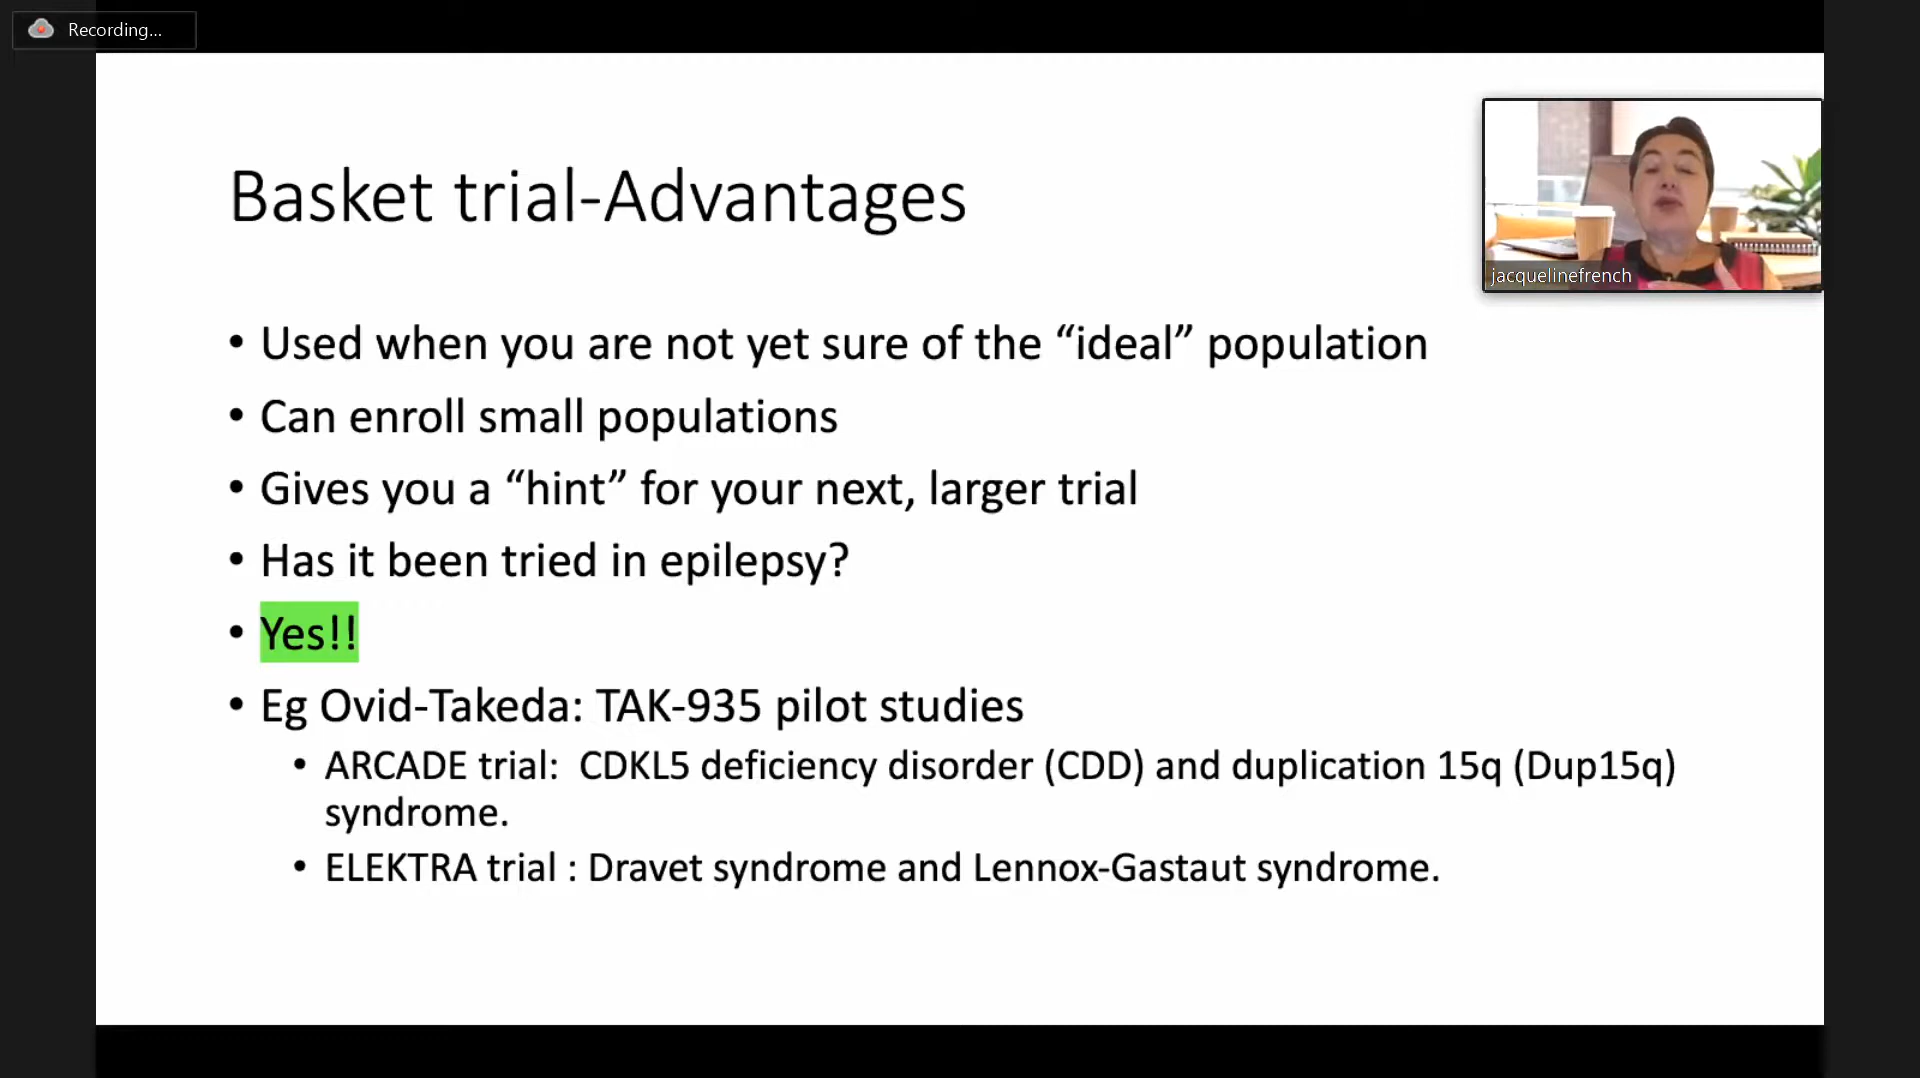 Recording...
Basket trial-Advantages
jacquelinefrench
• Used when you are not yet sure of the “ideal” population
• Can enroll small populations
• Gives you a “hint” for your next, larger trial
• Has it been tried in epilepsy?
• Yes!!
• Eg Ovid-Takeda: TAK-935 pilot studies
• ARCADE trial:  CDKL5 deficiency disorder (CDD) and duplication 15q (Dup15q)
syndrome.
• ELEKTRA trial : Dravet syndrome and Lennox-Gastaut syndrome.